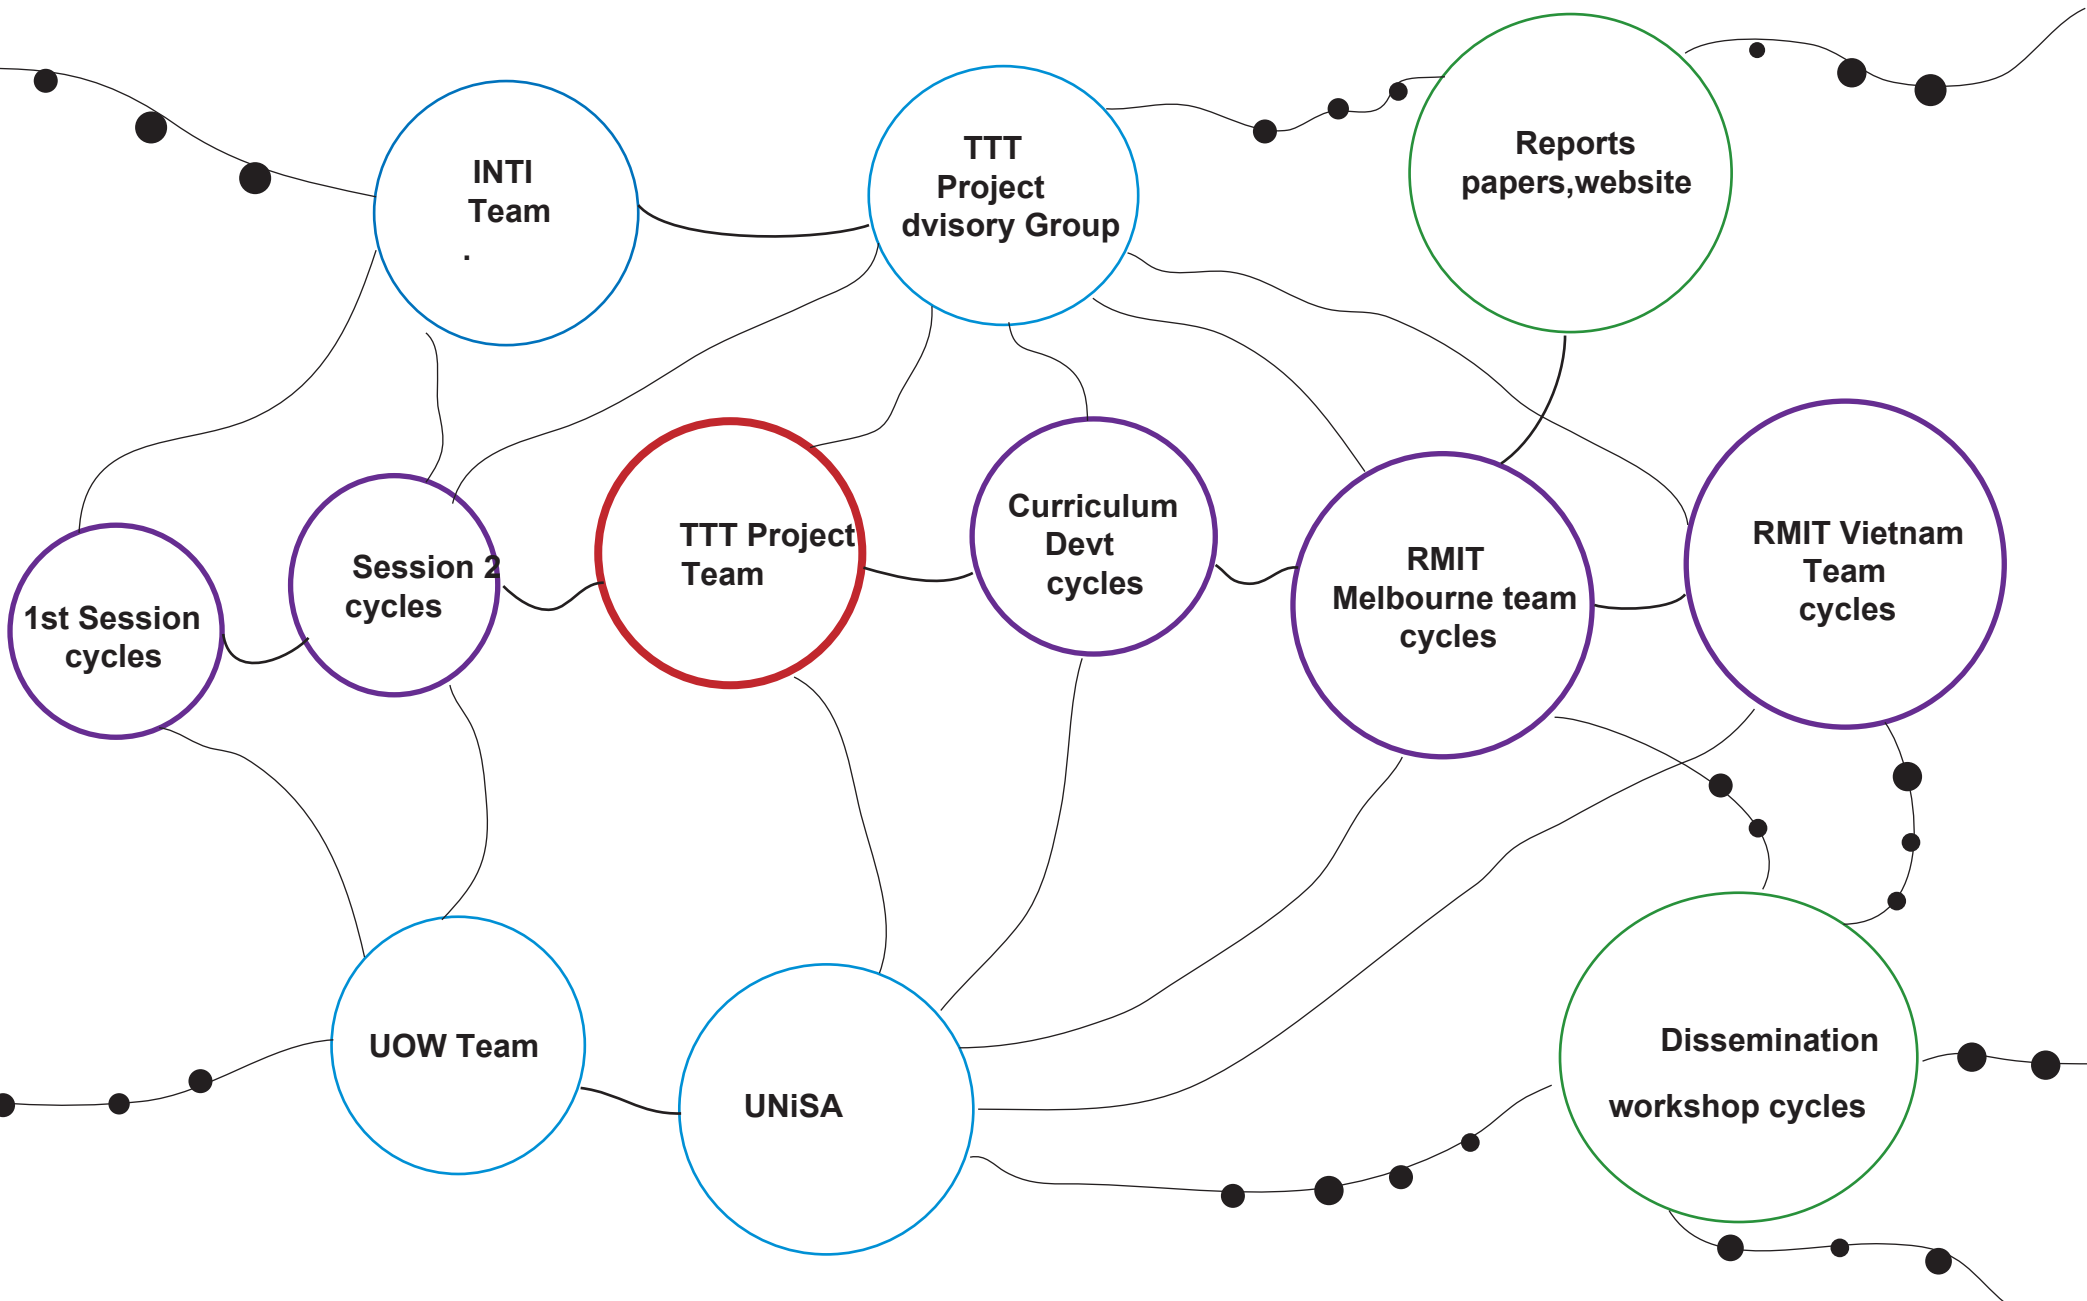 INTI
Team
.
TTT
Project
dvisory Group
Reports
papers,website
1st Session
cycles
Session 2
cycles
TTT Project
Team
Curriculum
Devt
cycles
RMIT
Melbourne team
cycles
RMIT Vietnam
Team
cycles
UOW Team
UNiSA
Dissemination
workshop cycles